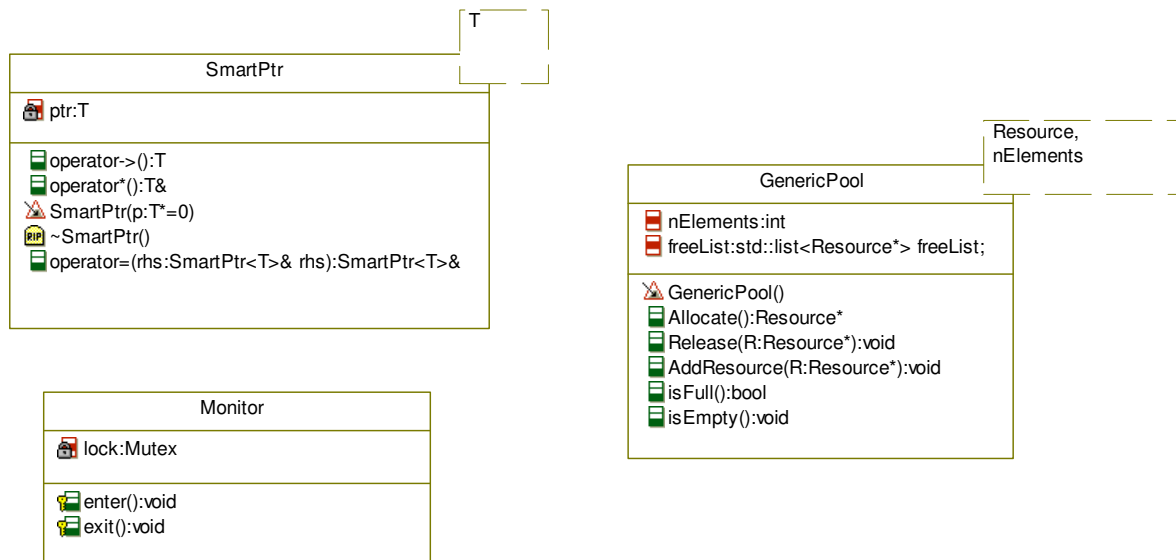 T
SmartPtr
ptr:T
operator->():T
operator*():T&
SmartPtr(p:T*=0)
RIP ~SmartPtr()
operator=(rhs:SmartPtr<T>& rhs):SmartPtr<T>&
Resource,
nElements
GenericPool
nElements:int
freeList:std::list<Resource*> freeList;
GenericPool()
Allocate():Resource*
Release(R:Resource*):void
AddResource(R:Resource*):void
isFull():bool
isEmpty():void
Monitor
lock:Mutex
enter():void
exit():void